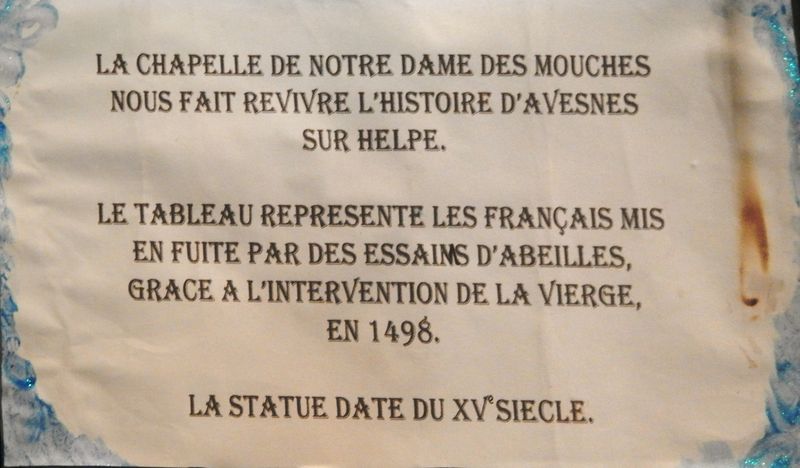 LA CHAPELLE DE NOTRE DAME DES MOUCHES
NOUS FAIT REVIVRE L'HISTOIRE D'AVESNES
SUR HELPE.
LE TABLEAU REPRESENTE LES FRANÇAIS MIS
EN FUITE PAR DES ESSAIMS D'ABEILLES,
GRACE A L'INTERVENTION DE LA VIERGE,
EN 1498.
LA STATUE DATE DU XVe SIECLE.